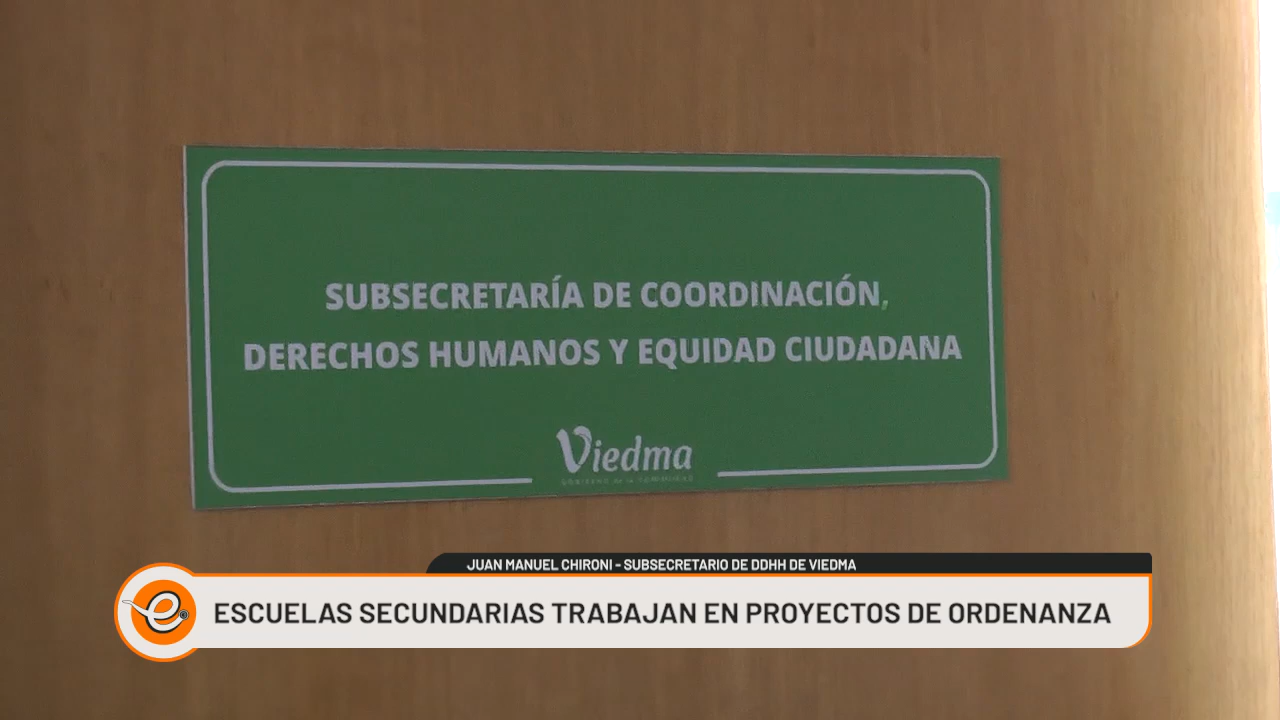 SUBSECRETARÍA DE COORDINACIÓN,
DERECHOS HUMANOS Y EQUIDAD CIUDADANA
Viedma
JUAN MANUEL CHIRONI - SUBSECRETARIO DE DDHH DE VIEDMA
ESCUELAS SECUNDARIAS TRABAJAN EN PROYECTOS DE ORDENANZA